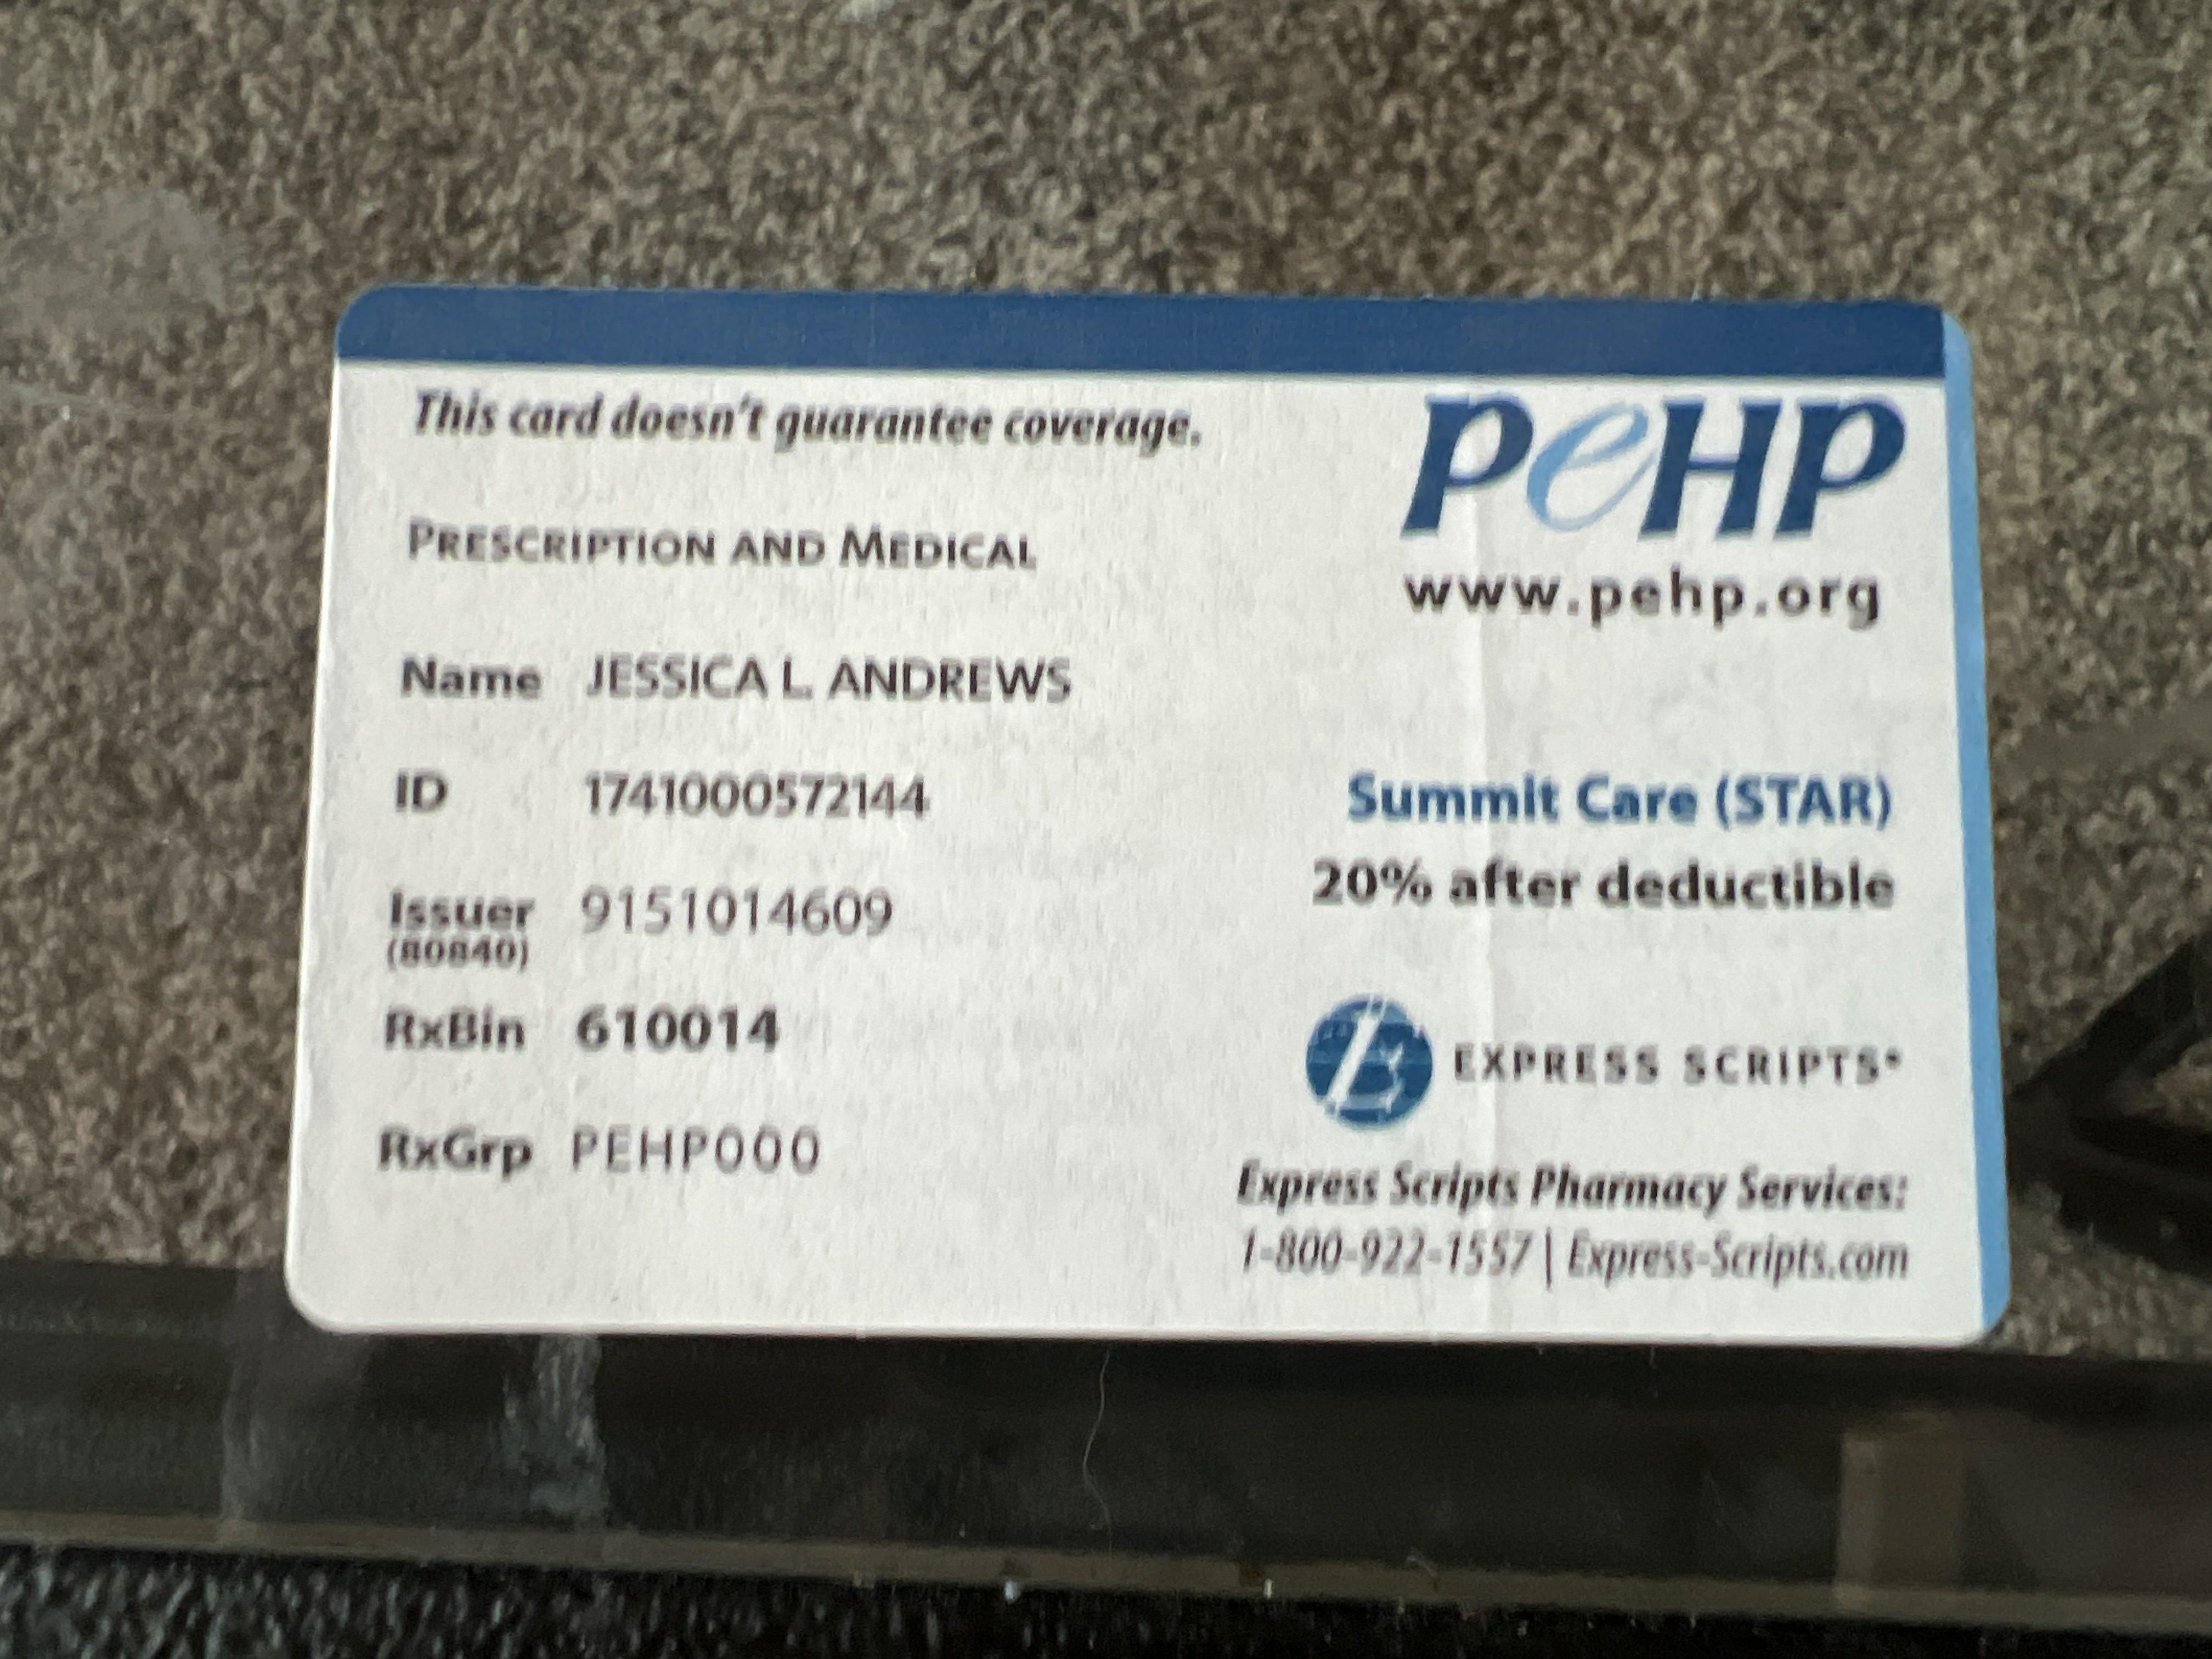 This card doesn't guarantee coverage.
PeHP
www.pehp.org
PRESCRIPTION AND MEDICAL
Name JESSICA L. ANDREWS
ID 1741000572144
Issuer 9151014609
(80840)
RxBin 610014
RxGrp PEHP000
Summit Care (STAR)
20% after deductible
EXPRESS SCRIPTS®
Express Scripts Pharmacy Services:
1-800-922-1557 | Express-Scripts.com